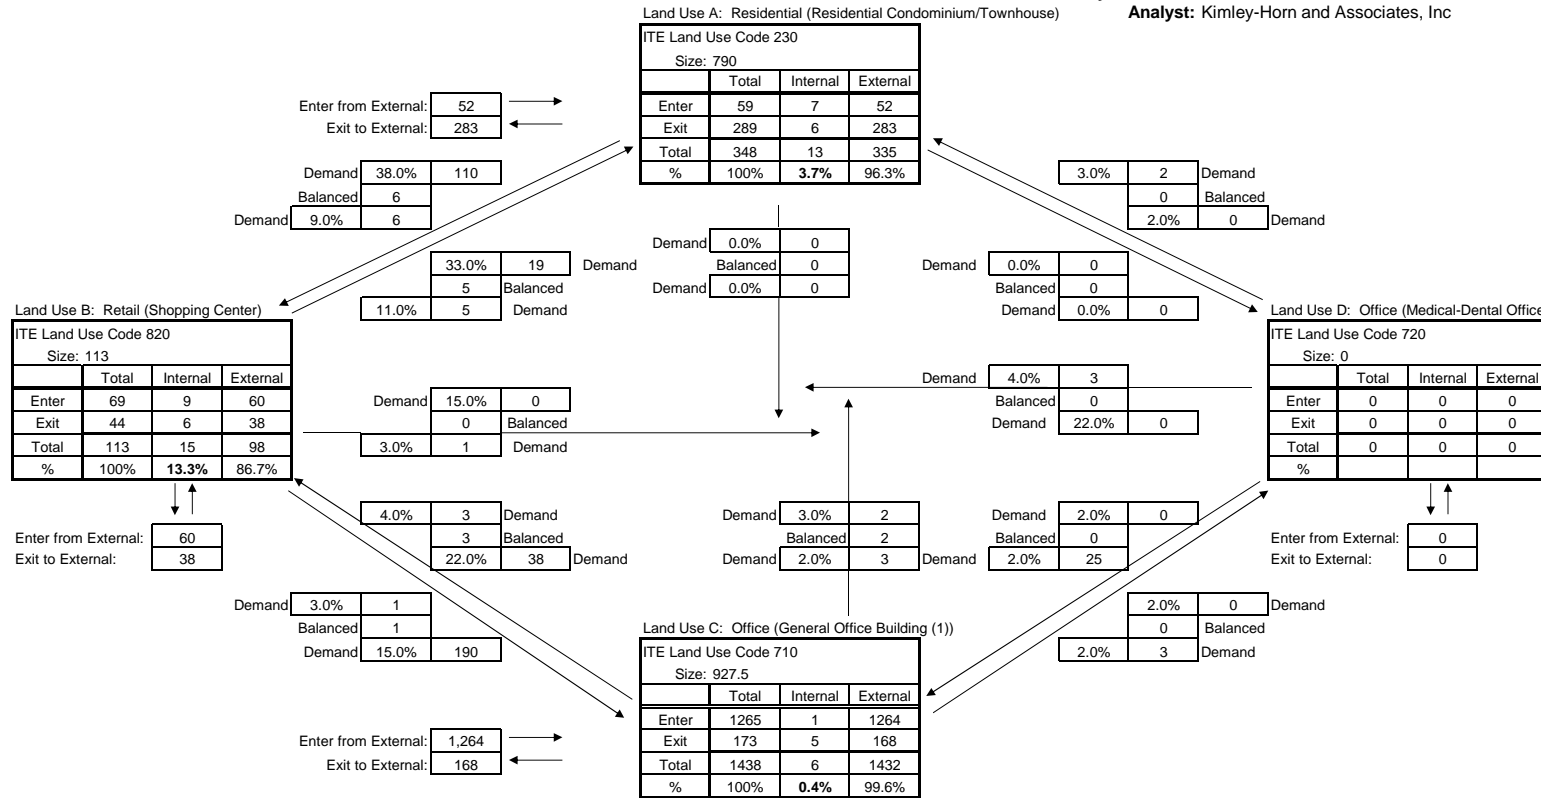 Land Use A: Residential (Residential Condominium/Townhouse)
Analyst: Kimley-Horn and Associates, Inc
ITE Land Use Code 230
Size: 790
Total Internal External
Enter 59 7 52
Exit 289 6 283
Total 348 13 335
% 100% 3.7% 96.3%
Enter from External: 52
Exit to External: 283
Demand 38.0% 110
Balanced 6
Demand 9.0% 6
3.0% 2 Demand
0 Balanced
2.0% 0 Demand
Demand 0.0% 0
Balanced 0
Demand 0.0% 0
33.0% 19 Demand
5 Balanced
11.0% 5 Demand
Demand 0.0% 0
Balanced 0
Demand 0.0% 0
Land Use B: Retail (Shopping Center)
ITE Land Use Code 820
Size: 113
Total Internal External
Enter 69 9 60
Exit 44 6 38
Total 113 15 98
% 100% 13.3% 86.7%
Enter from External: 60
Exit to External: 38
Demand 15.0% 0
0 Balanced
3.0% 1 Demand
Demand 4.0% 3
Balanced 0
Demand 22.0% 0
Land Use D: Office (Medical-Dental Office
ITE Land Use Code 720
Size: 0
Total Internal External
Enter 0 0 0
Exit 0 0 0
Total 0 0 0
%
Enter from External: 0
Exit to External: 0
4.0% 3 Demand
3 Balanced
22.0% 38 Demand
Demand 3.0% 2
Balanced 2
Demand 2.0% 3
Demand 2.0% 0
Balanced 0
Demand 2.0% 25
Demand 3.0% 1
Balanced 1
Demand 15.0% 190
2.0% 0 Demand
0 Balanced
2.0% 3 Demand
Land Use C: Office (General Office Building (1))
ITE Land Use Code 710
Size: 927.5
Total Internal External
Enter 1265 1 1264
Exit 173 5 168
Total 1438 6 1432
% 100% 0.4% 99.6%
Enter from External: 1,264
Exit to External: 168